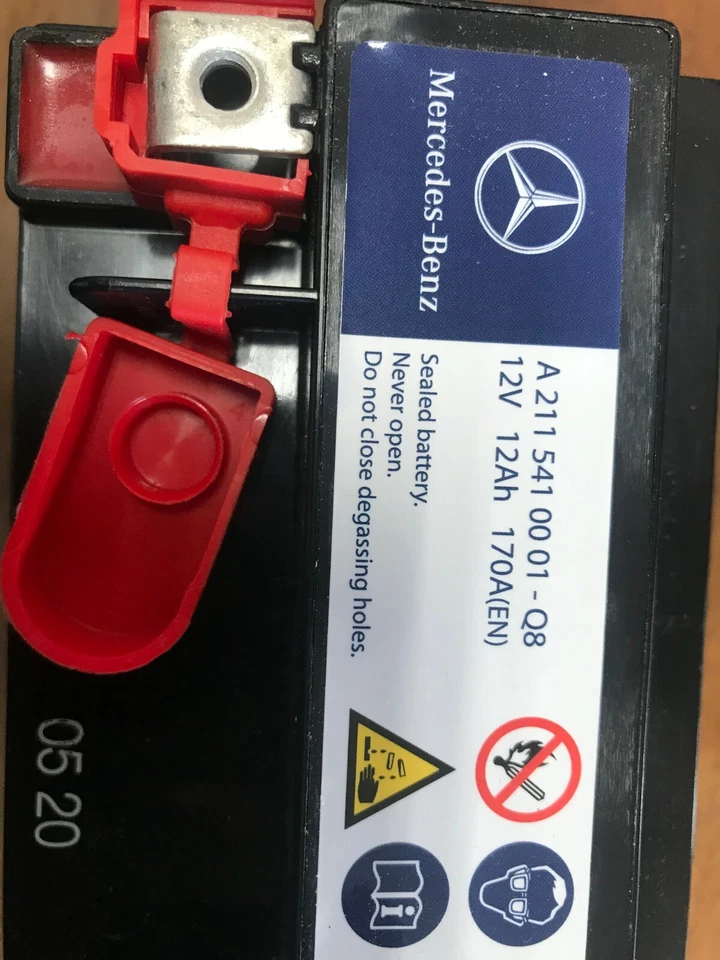 Mercedes-Benz
A 211 541 00 01 - Q8
12V 12Ah 170A(EN)
Sealed battery.
Never open.
Do not close degassing holes.
05 20